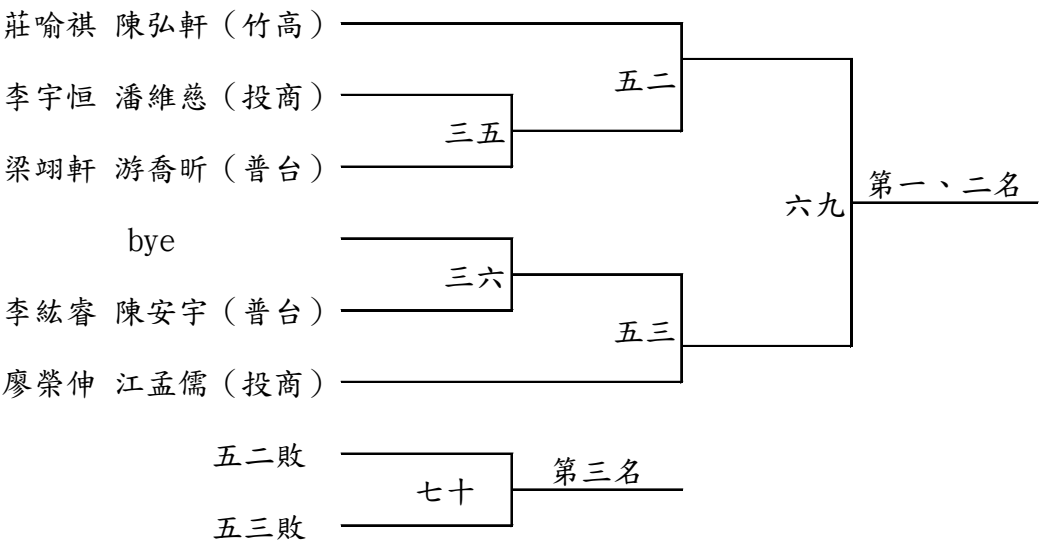 莊喻祺 陳弘軒（竹高）
五二
李宇恒 潘維慈（投商）
三五
梁翊軒 游喬昕（普台）
第一、二名
六九
bye
三六
李紘睿 陳安宇（普台）
五三
廖榮伸 江孟儒（投商）
五二敗
第三名
七十
五三敗